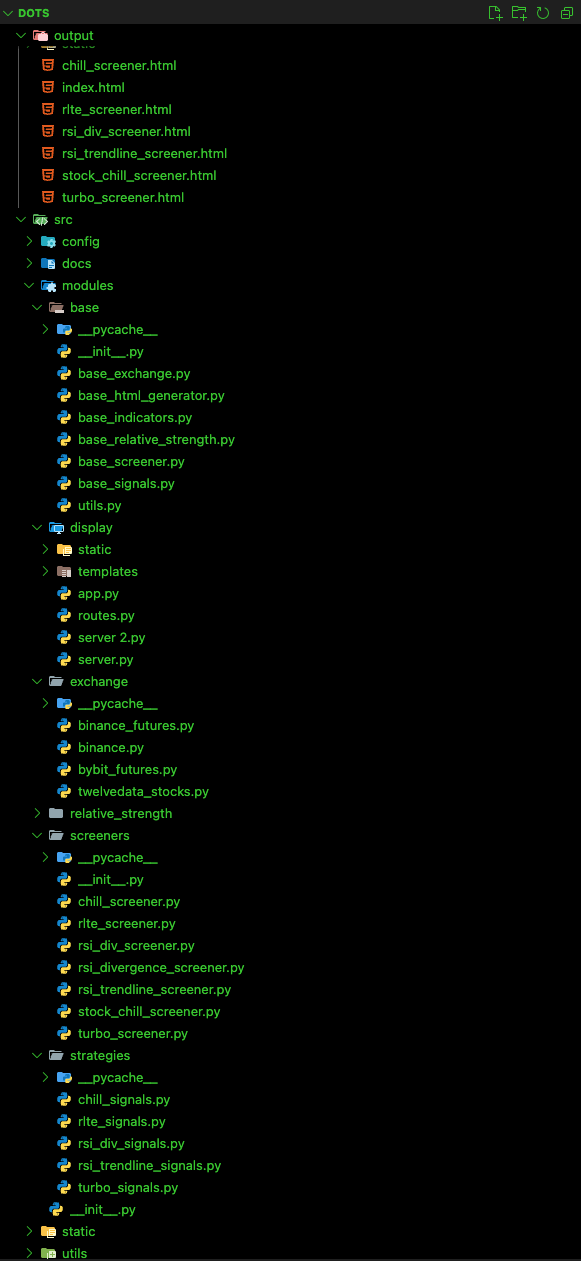 DOTS
output
static
chill_screener.html
index.html
rlte_screener.html
rsi_div_screener.html
rsi_trendline_screener.html
stock_chill_screener.html
turbo_screener.html
src
config
docs
modules
base
__pycache__
__init__.py
base_exchange.py
base_html_generator.py
base_indicators.py
base_relative_strength.py
base_screener.py
base_signals.py
utils.py
display
static
templates
app.py
routes.py
server 2.py
server.py
exchange
__pycache__
binance_futures.py
binance.py
bybit_futures.py
twelvedata_stocks.py
relative_strength
screeners
__pycache__
__init__.py
chill_screener.py
rlte_screener.py
rsi_div_screener.py
rsi_divergence_screener.py
rsi_trendline_screener.py
stock_chill_screener.py
turbo_screener.py
strategies
__pycache__
chill_signals.py
rlte_signals.py
rsi_div_signals.py
rsi_trendline_signals.py
turbo_signals.py
__init__.py
static
utils